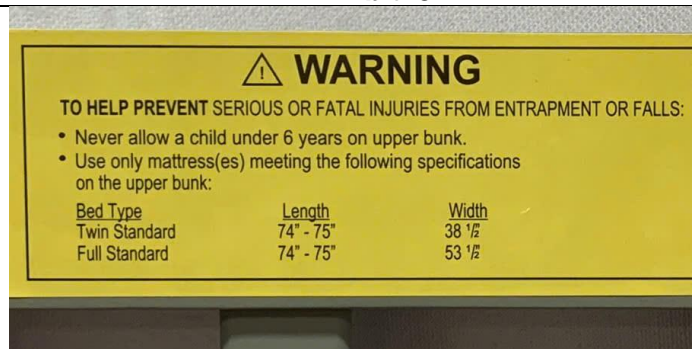 ⚠ WARNING
TO HELP PREVENT SERIOUS OR FATAL INJURIES FROM ENTRAPMENT OR FALLS:
• Never allow a child under 6 years on upper bunk.
• Use only mattress(es) meeting the following specifications
on the upper bunk:
Bed Type Length Width
Twin Standard 74" - 75" 38 1/2"
Full Standard 74" - 75" 53 1/2"